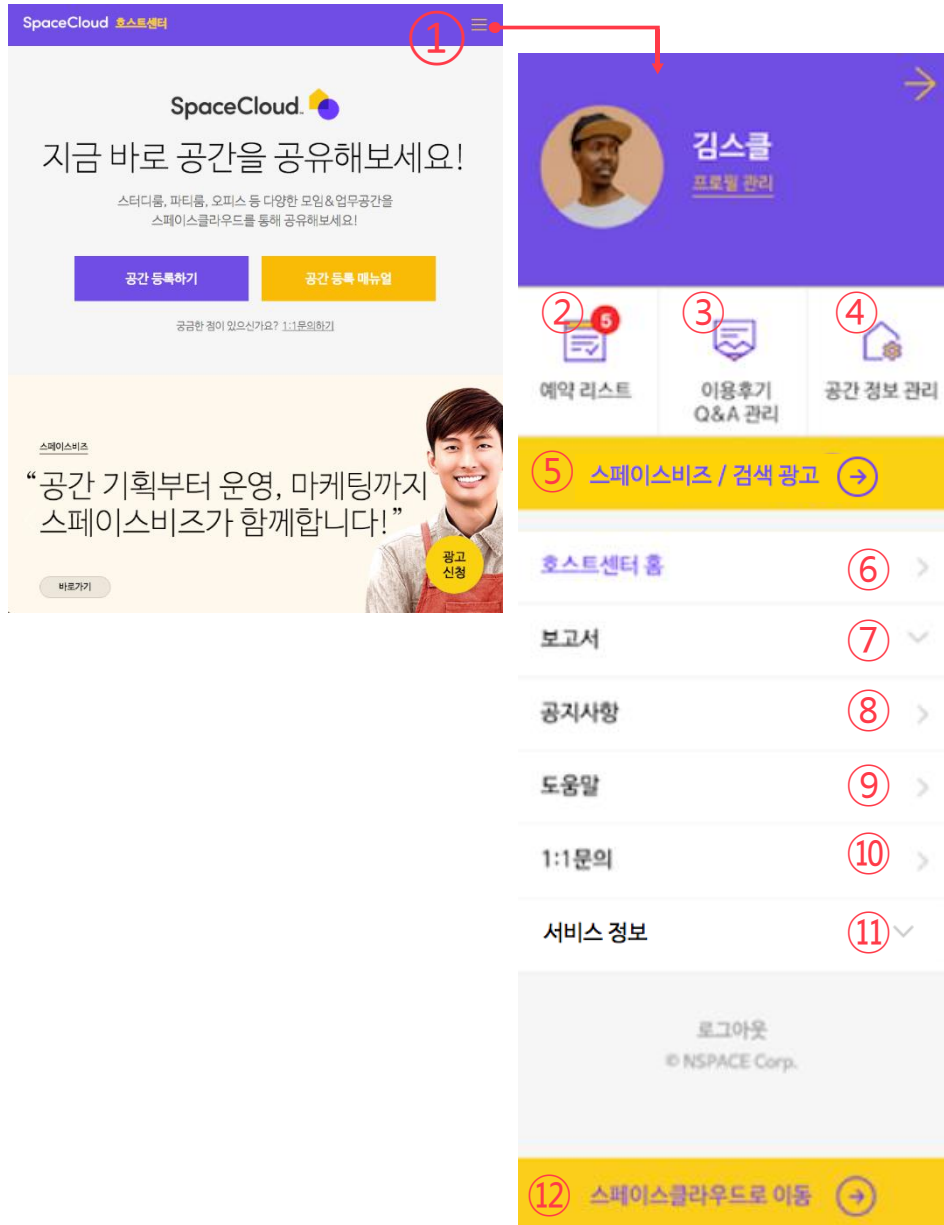 SpaceCloud 호스트센터
①
SpaceCloud.
지금 바로 공간을 공유해보세요!
스터디룸, 파티룸, 오피스 등 다양한 모임&업무공간을
스페이스클라우드를 통해 공유해보세요!
공간 등록하기
공간 등록 매뉴얼
궁금한 점이 있으신가요? 1:1문의하기
스페이스비즈
“공간 기획부터 운영, 마케팅까지
스페이스비즈가 함께합니다!”
광고
신청
바로가기
김스클
프로필 관리
② 5
예약 리스트
③
이용후기
Q&A 관리
④
공간 정보 관리
⑤ 스페이스비즈 / 검색 광고
호스트센터 홈 ⑥
보고서 ⑦
공지사항 ⑧
도움말 ⑨
1:1문의 ⑩
서비스 정보 ⑪
로그아웃
© NSPACE Corp.
⑫ 스페이스클라우드로 이동